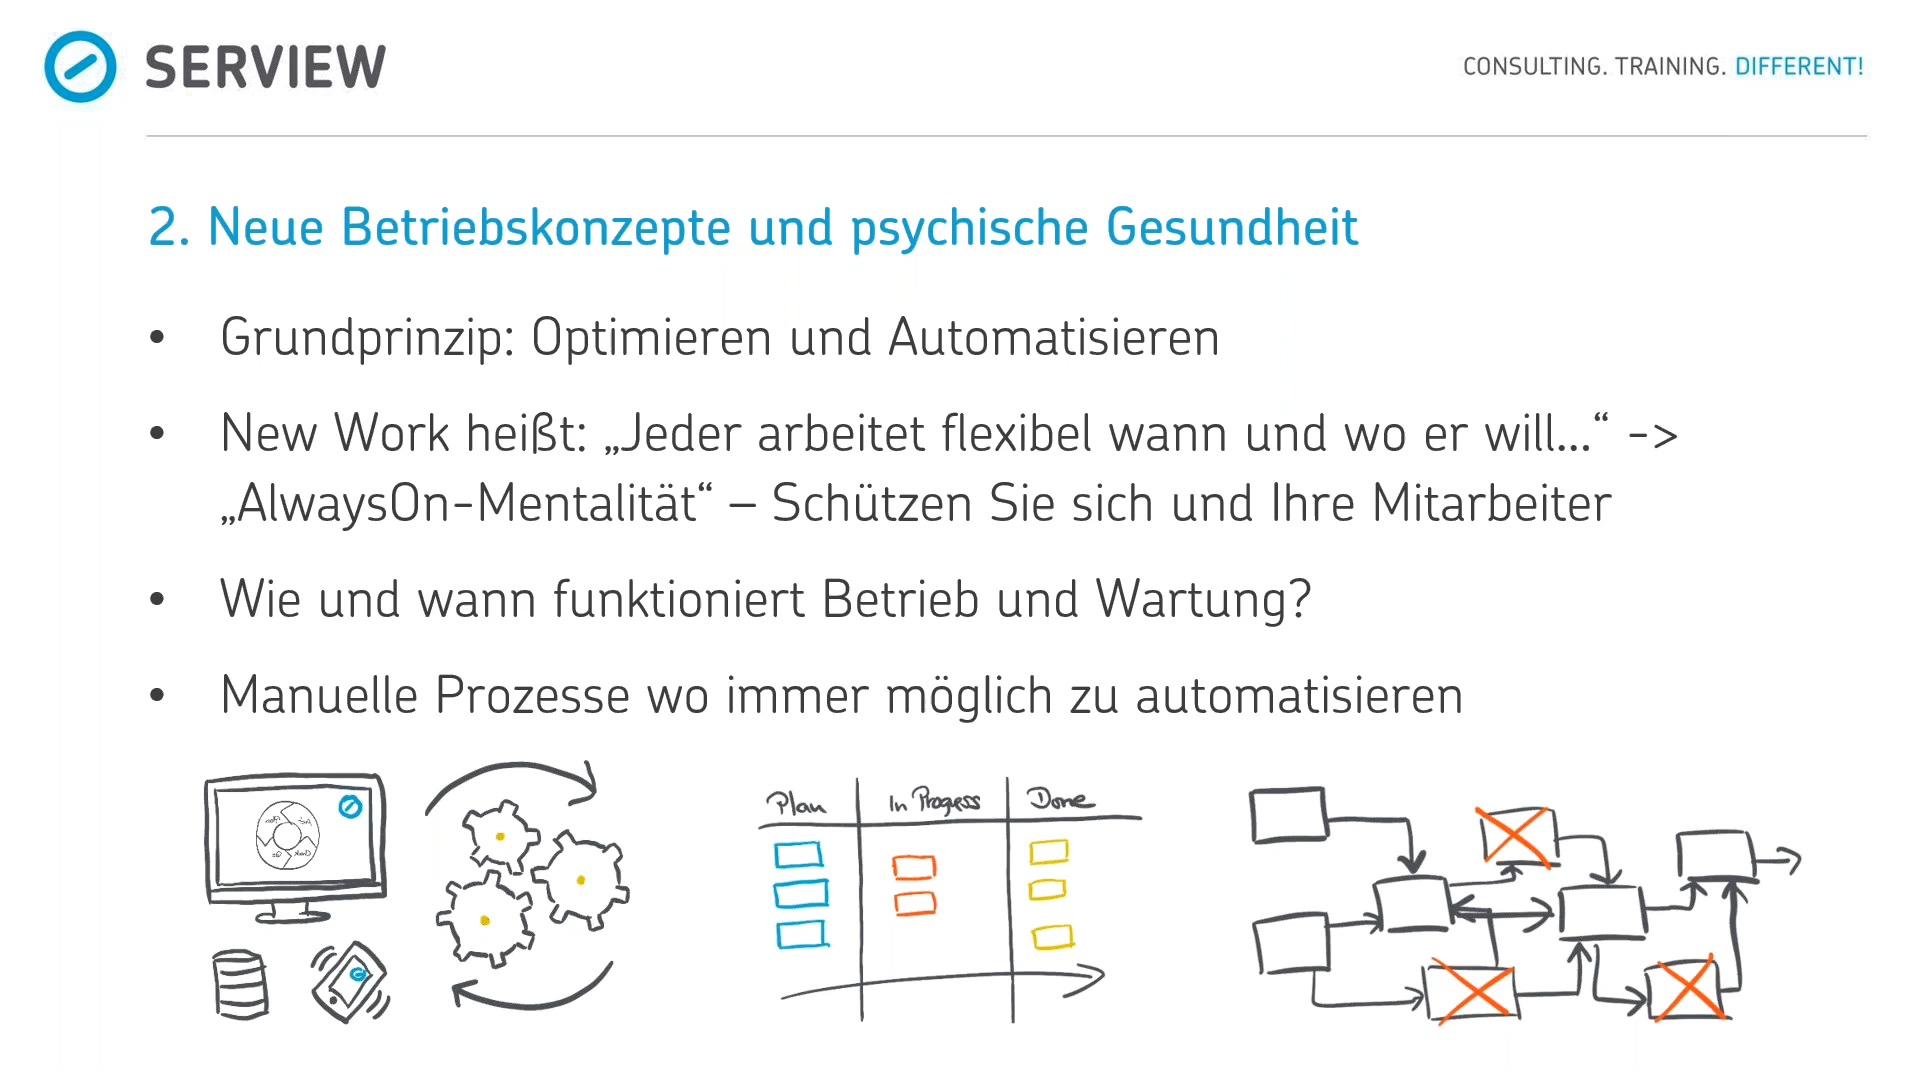 SERVIEW
CONSULTING. TRAINING. DIFFERENT!
2. Neue Betriebskonzepte und psychische Gesundheit
• Grundprinzip: Optimieren und Automatisieren
• New Work heißt: „Jeder arbeitet flexibel wann und wo er will...“ ->
„AlwaysOn-Mentalität“ – Schützen Sie sich und Ihre Mitarbeiter
• Wie und wann funktioniert Betrieb und Wartung?
• Manuelle Prozesse wo immer möglich zu automatisieren
Plan In Progess Done